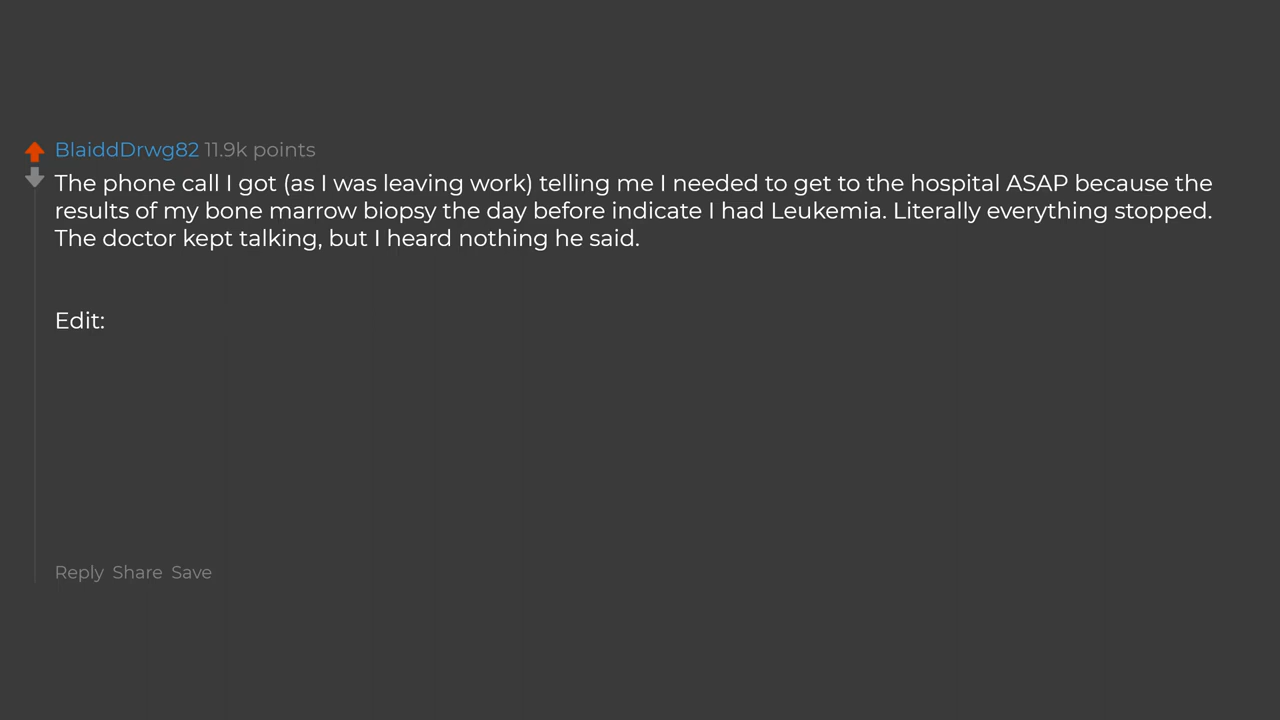 BlaiddDrwg82 11.9k points
The phone call I got (as I was leaving work) telling me I needed to get to the hospital ASAP because the
results of my bone marrow biopsy the day before indicate I had Leukemia. Literally everything stopped.
The doctor kept talking, but I heard nothing he said.
Edit:
Reply Share Save